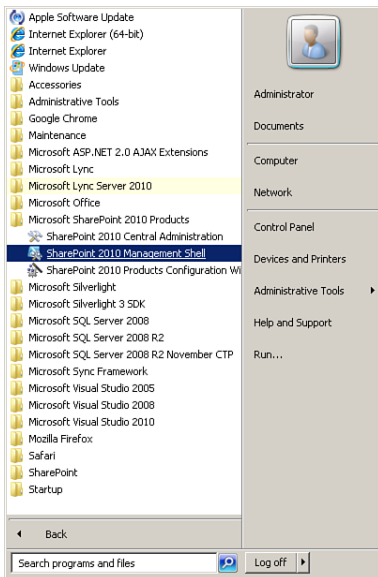 Apple Software Update
Internet Explorer (64-bit)
Internet Explorer
Windows Update
Accessories
Administrative Tools
Google Chrome
Maintenance
Microsoft ASP.NET 2.0 AJAX Extensions
Microsoft Lync
Microsoft Lync Server 2010
Microsoft Office
Microsoft SharePoint 2010 Products
SharePoint 2010 Central Administration
SharePoint 2010 Management Shell
SharePoint 2010 Products Configuration Wi
Microsoft Silverlight
Microsoft Silverlight 3 SDK
Microsoft SQL Server 2008
Microsoft SQL Server 2008 R2
Microsoft SQL Server 2008 R2 November CTP
Microsoft Sync Framework
Microsoft Visual Studio 2005
Microsoft Visual Studio 2008
Microsoft Visual Studio 2010
Mozilla Firefox
Safari
SharePoint
Startup
Back
Search programs and files
Administrator
Documents
Computer
Network
Control Panel
Devices and Printers
Administrative Tools
Help and Support
Run...
Log off